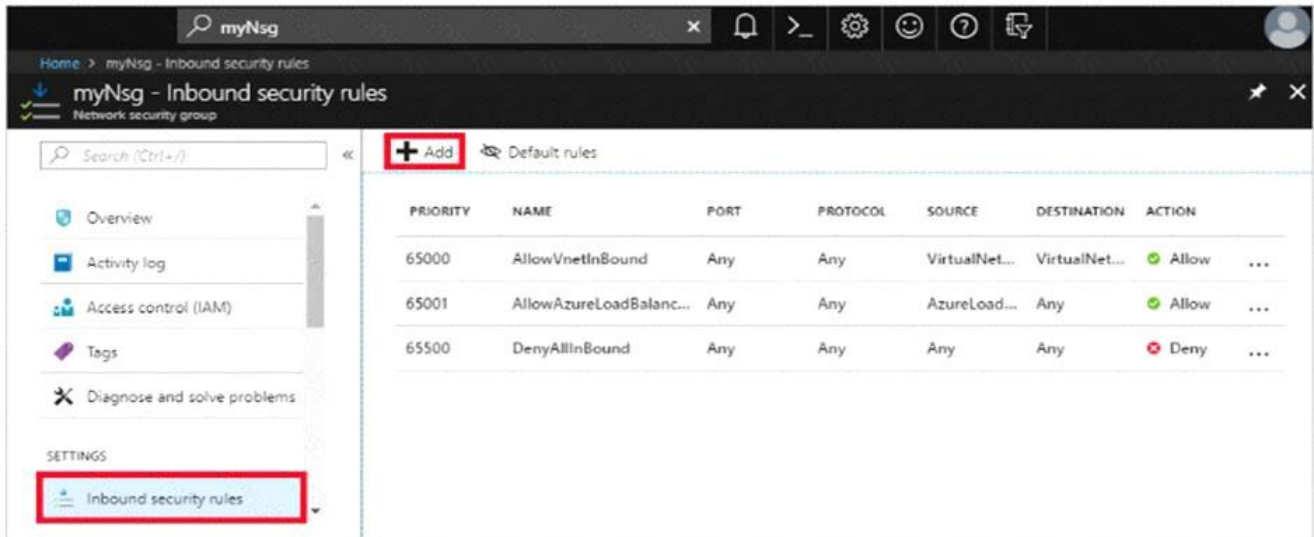 myNsg
Home > myNsg - Inbound security rules
myNsg - Inbound security rules
Network security group
Search (Ctrl+/)
Add Default rules
Overview
Activity log
Access control (IAM)
Tags
Diagnose and solve problems
SETTINGS
Inbound security rules
PRIORITY NAME PORT PROTOCOL SOURCE DESTINATION ACTION
65000 AllowVnetInBound Any Any VirtualNet... VirtualNet... Allow ...
65001 AllowAzureLoadBalanc... Any Any AzureLoad... Any Allow ...
65500 DenyAllInBound Any Any Any Any Deny ...